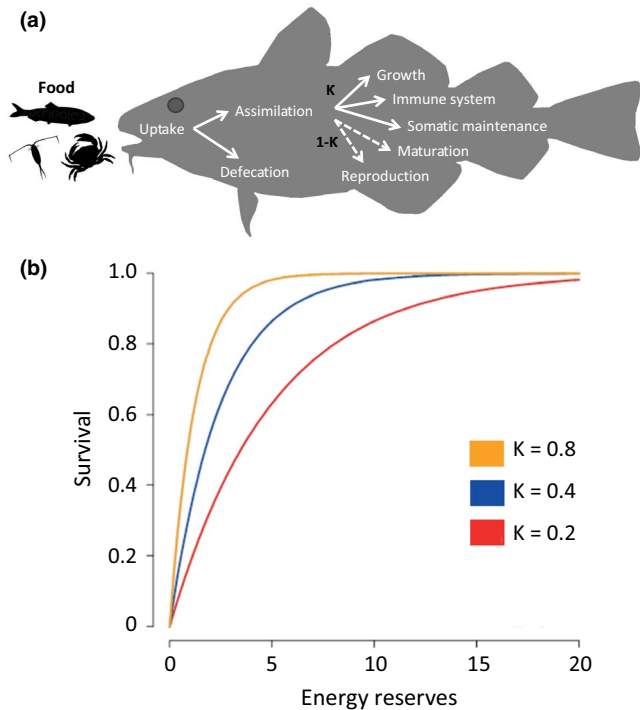 (a)
Food
Uptake
Assimilation
Defecation
K
1-K
Growth
Immune system
Somatic maintenance
Maturation
Reproduction
(b)
Survival
1.0
0.8
0.6
0.4
0.2
0
K = 0.8
K = 0.4
K = 0.2
0 5 10 15 20
Energy reserves